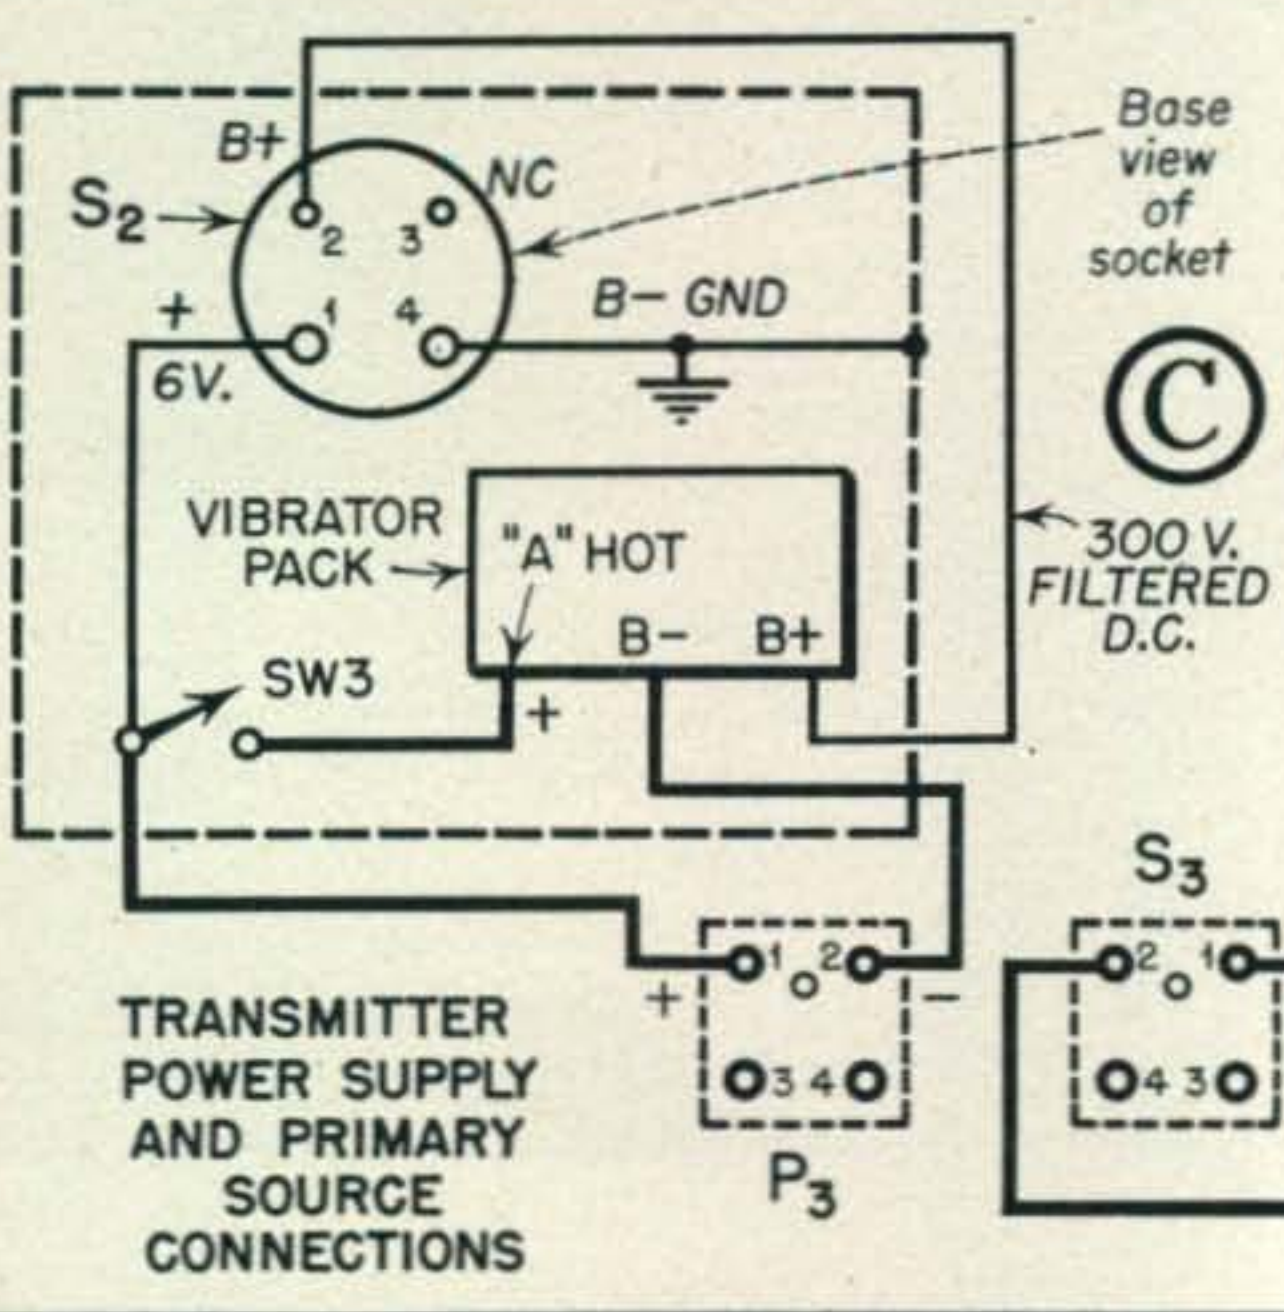 B+
NC
S2
2
3
1
4
+
6V.
B- GND
Base
view
of
socket
C
VIBRATOR
PACK
"A" HOT
B-
B+
300 V.
FILTERED
D.C.
SW3
+
TRANSMITTER
POWER SUPPLY
AND PRIMARY
SOURCE
CONNECTIONS
+
1
2
-
3
4
P3
S3
2
1
4
3